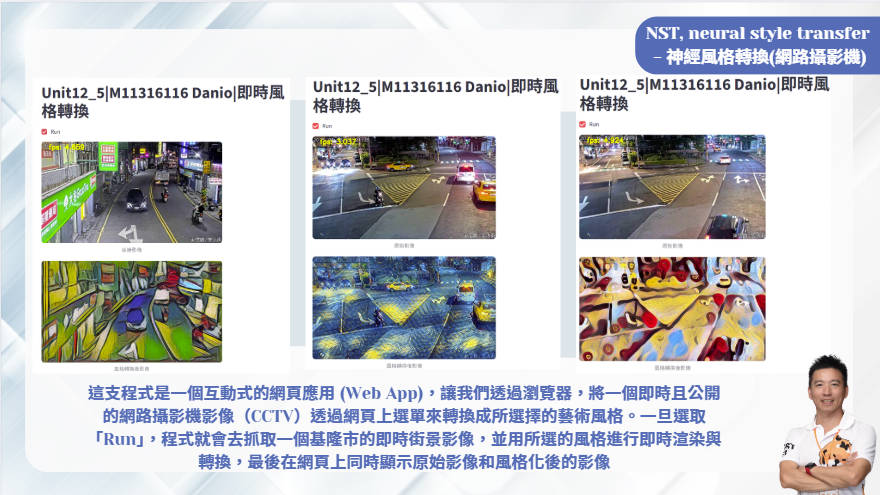 NST, neural style transfer
– 神經風格轉換(網路攝影機)
Unit12_5|M11316116 Danio|即時風
格轉換
Run
原始影像
風格轉換後影像
Unit12_5|M11316116 Danio|即時風
格轉換
Run
原始影像
風格轉換後影像
Unit12_5|M11316116 Danio|即時風
格轉換
Run
原始影像
風格轉換後影像
這支程式是一個互動式的網頁應用 (Web App)，讓我們透過瀏覽器，將一個即時且公開
的網路攝影機影像（CCTV）透過網頁上選單來轉換成所選擇的藝術風格。一旦選取
「Run」，程式就會去抓取一個基隆市的即時街景影像，並用所選的風格進行即時渲染與
轉換，最後在網頁上同時顯示原始影像和風格化後的影像